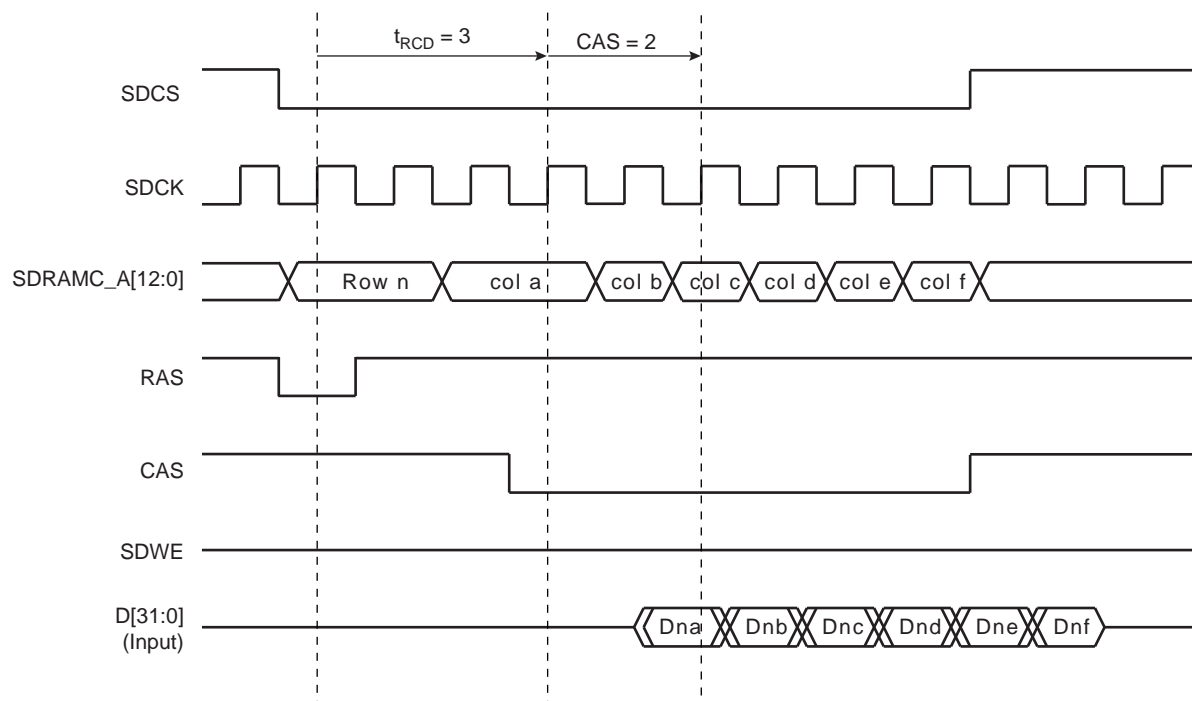 t_RCD = 3
CAS = 2
SDCS
SDCK
SDRAMC_A[12:0]
Row n
col a
col b
col c
col d
col e
col f
RAS
CAS
SDWE
D[31:0]
(Input)
Dna
Dnb
Dnc
Dnd
Dne
Dnf